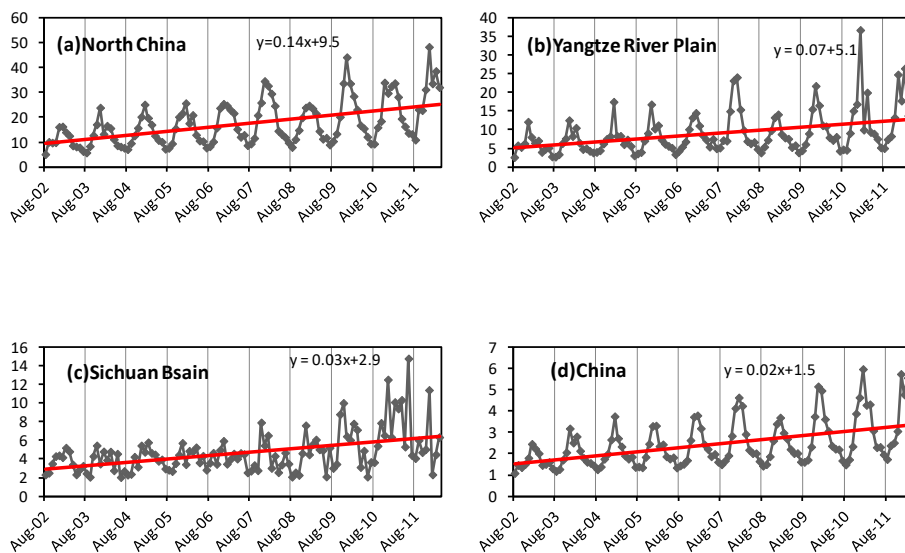 (a)North China
y=0.14x+9.5
60
50
40
30
20
10
0
Aug-02
Aug-03
Aug-04
Aug-05
Aug-06
Aug-07
Aug-08
Aug-09
Aug-10
Aug-11
(b) Yangtze River Plain
y = 0.07+5.1
40
35
30
25
20
15
10
5
0
Aug-02
Aug-03
Aug-04
Aug-05
Aug-06
Aug-07
Aug-08
Aug-09
Aug-10
Aug-11
(c)Sichuan Bsain
y = 0.03x+2.9
16
14
12
10
8
6
4
2
0
Aug-02
Aug-03
Aug-04
Aug-05
Aug-06
Aug-07
Aug-08
Aug-09
Aug-10
Aug-11
(d)China
y = 0.02x+1.5
7
6
5
4
3
2
1
0
Aug-02
Aug-03
Aug-04
Aug-05
Aug-06
Aug-07
Aug-08
Aug-09
Aug-10
Aug-11